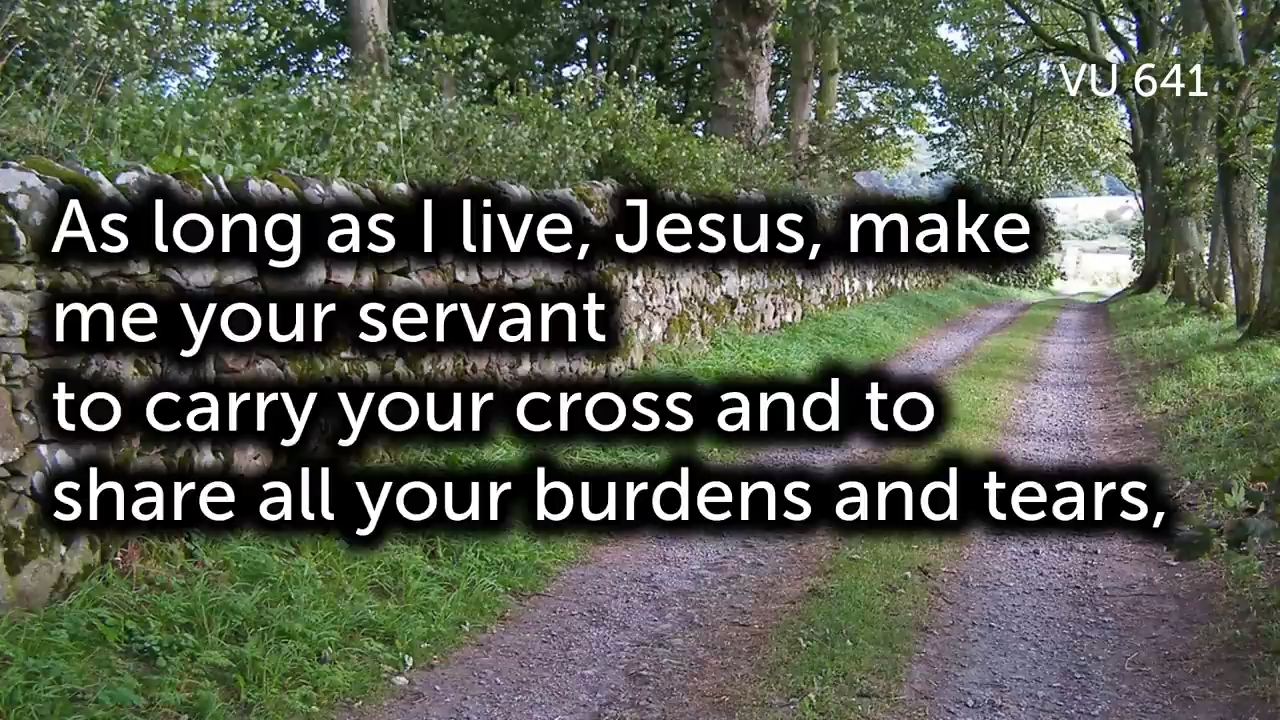 VU 641
As long as I live, Jesus, make
me your servant
to carry your cross and to
share all your burdens and tears,